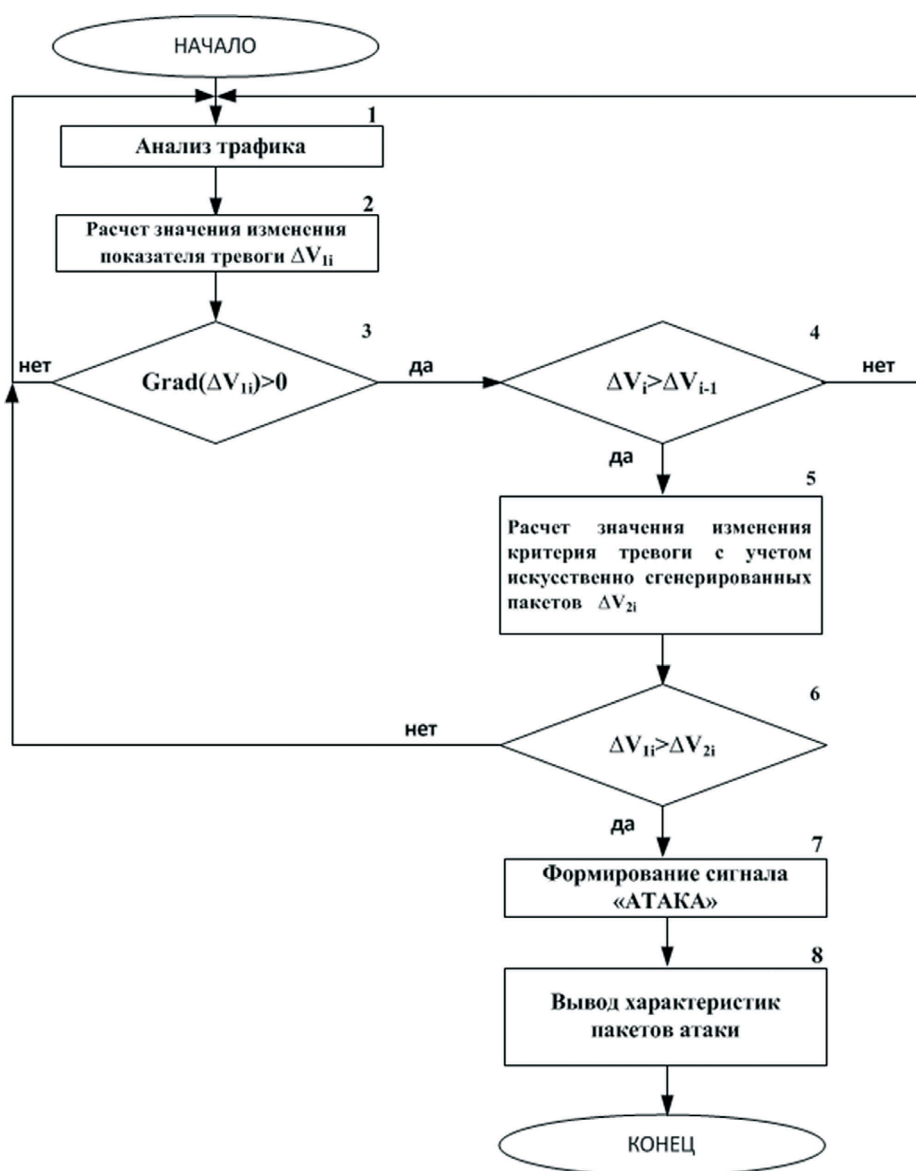 НАЧАЛО
1
Анализ трафика
2
Расчет значения изменения
показателя тревоги ΔV1i
3
Grad(ΔV1i)>0
нет
да
4
ΔVi>ΔVi-1
нет
да
5
Расчет значения изменения
критерия тревоги с учетом
искусственно сгенерированных
пакетов ΔV2i
6
ΔV1i>ΔV2i
нет
да
7
Формирование сигнала
«АТАКА»
8
Вывод характеристик
пакетов атаки
КОНЕЦ